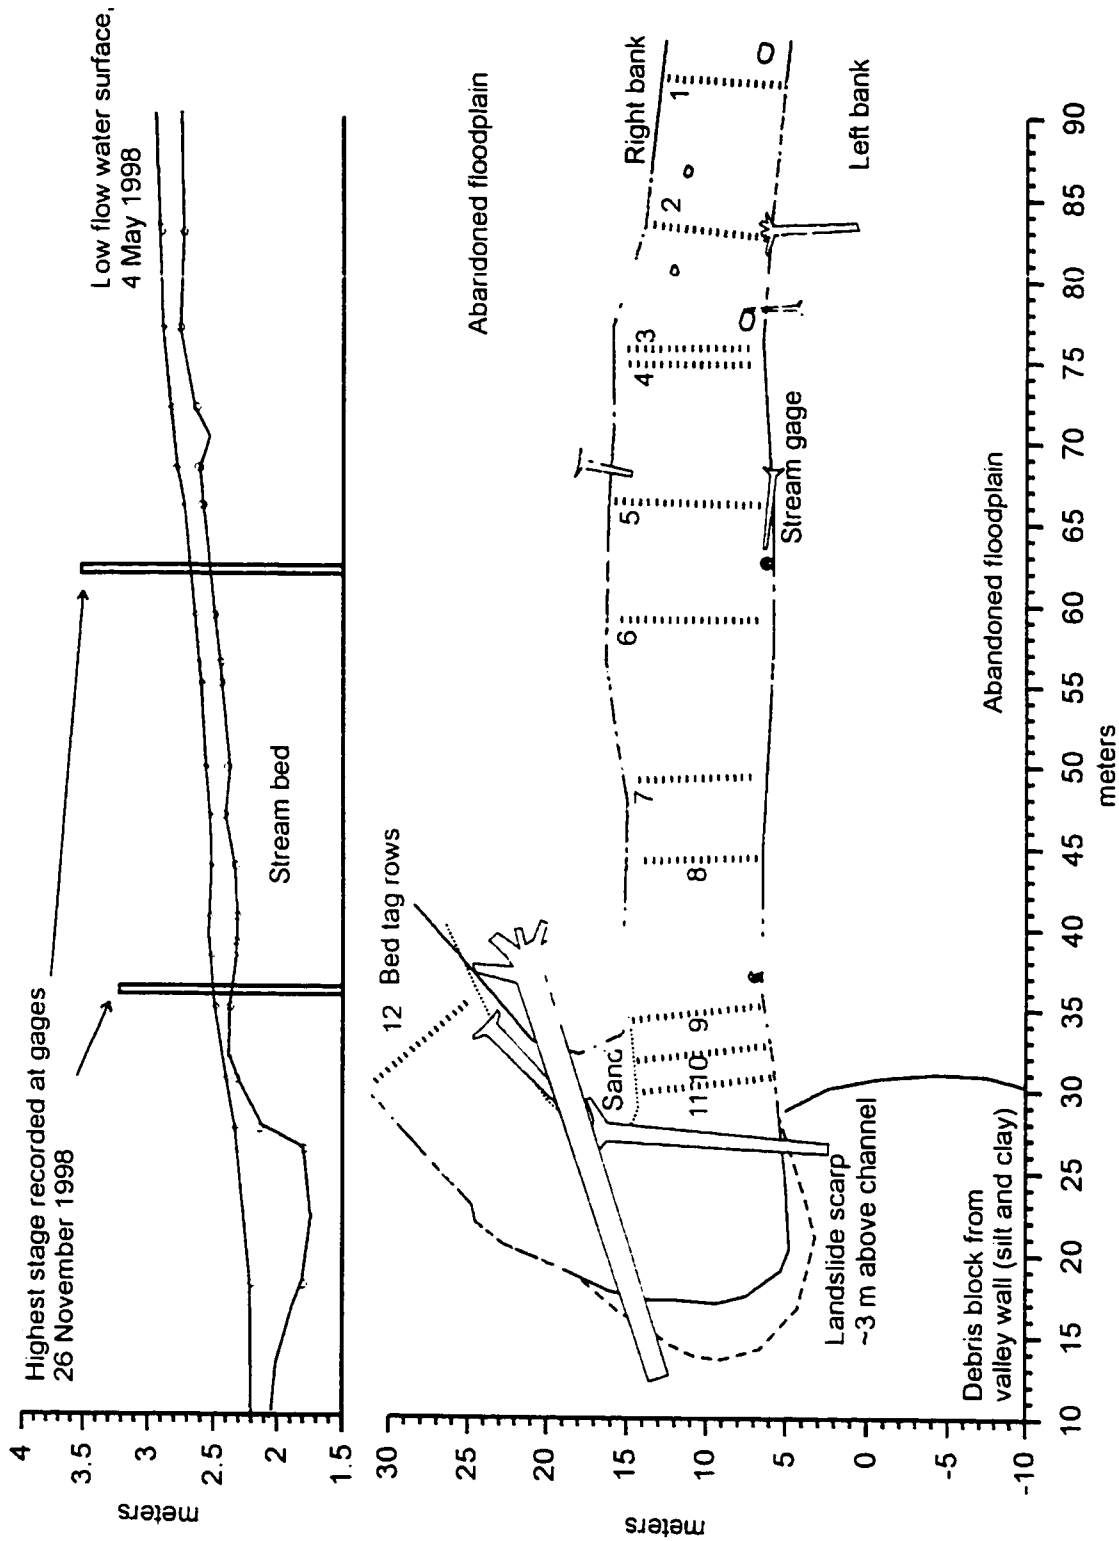 Highest stage recorded at gages
26 November 1998
Low flow water surface,
4 May 1998
Stream bed
4
3.5
3
2.5
2
1.5
meters
12 Bed tag rows
Abandoned floodplain
Right bank
Sand
11
10
9
8
7
6
5
4
3
2
1
Stream gage
Left bank
Landslide scarp
~3 m above channel
Debris block from
valley wall (silt and clay)
Abandoned floodplain
30
25
20
15
10
5
0
-5
-10
meters
10
15
20
25
30
35
40
45
50
55
60
65
70
75
80
85
90
meters